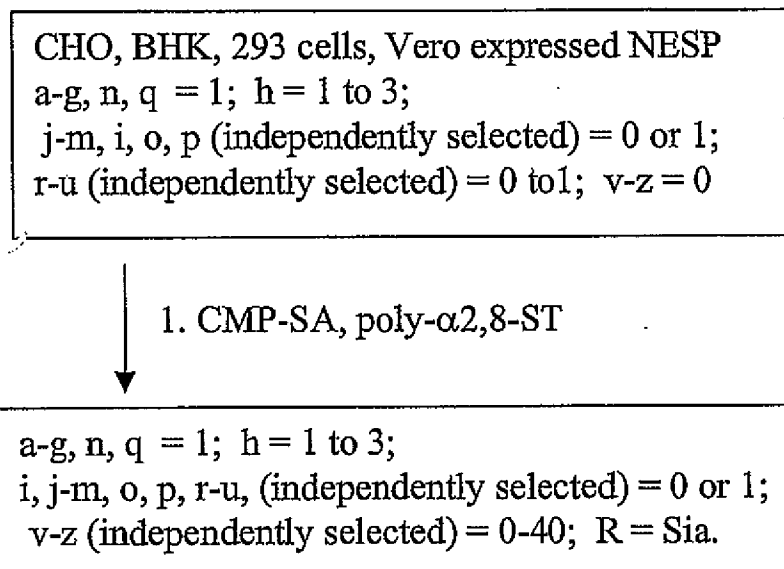 CHO, BHK, 293 cells, Vero expressed NESP
a-g, n, q = 1; h = 1 to 3;
j-m, i, o, p (independently selected) = 0 or 1;
r-u (independently selected) = 0 to1; v-z = 0
1. CMP-SA, poly-α2,8-ST
a-g, n, q = 1; h = 1 to 3;
i, j-m, o, p, r-u, (independently selected) = 0 or 1;
v-z (independently selected) = 0-40; R = Sia.